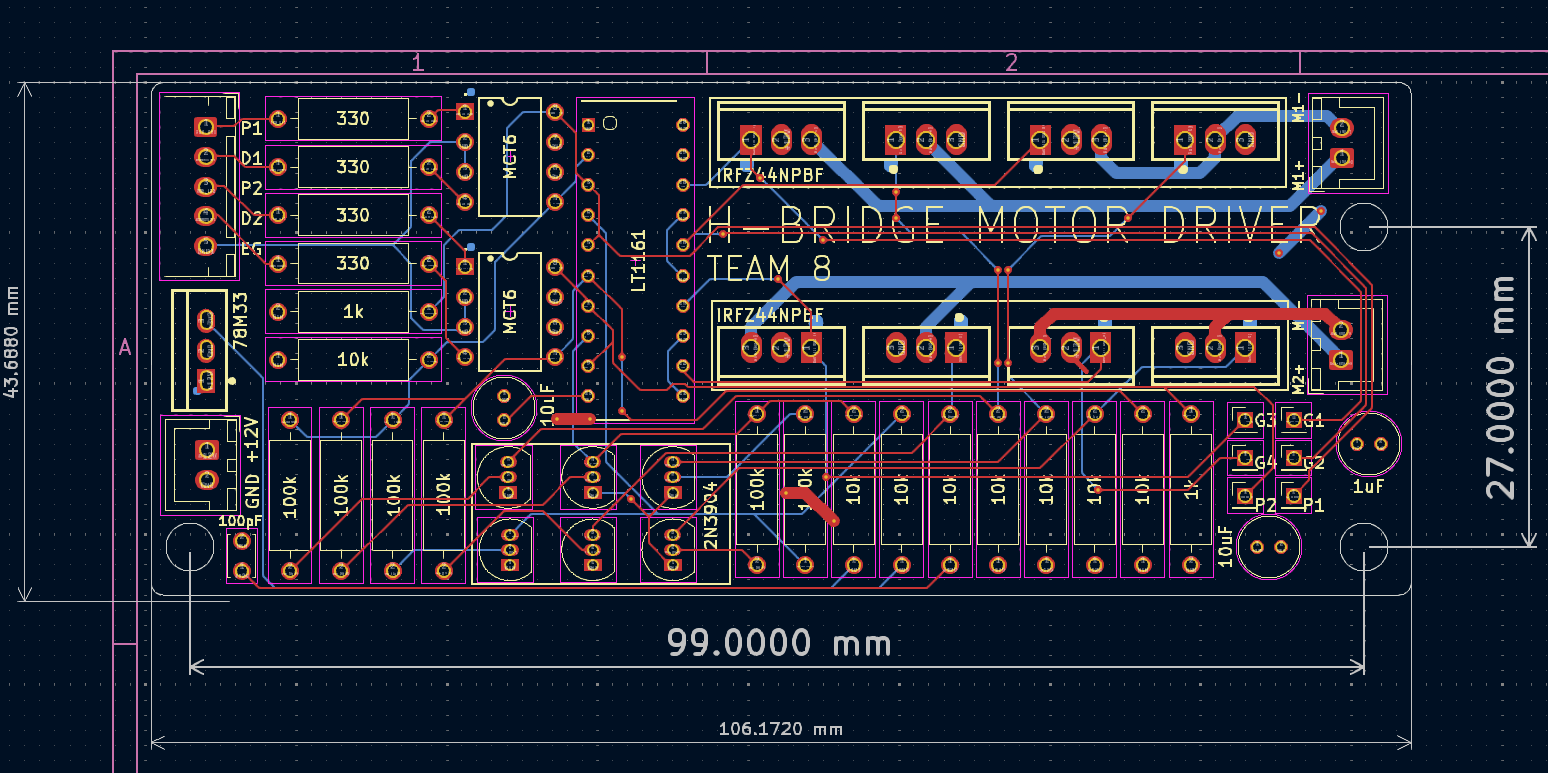 1 2
A
P1
D1
P2
D2
EG
330
330
330
330
1k
10k
MCT6
MCT6
LT1161
78M33
IRFZ44NPBF
M1-
M1+
H-BRIDGE MOTOR DRIVER
TEAM 8
IRFZ44NPBF
M-
M2+
10uF
+12V
GND
100pF
100k
100k
100k
100k
2N3904
100k
100k
10k
10k
10k
10k
10k
10k
10k
1k
G3 G1
G4 G2
P2 P1
1uF
10uF
43.6880 mm
27.0000 mm
99.0000 mm
106.1720 mm